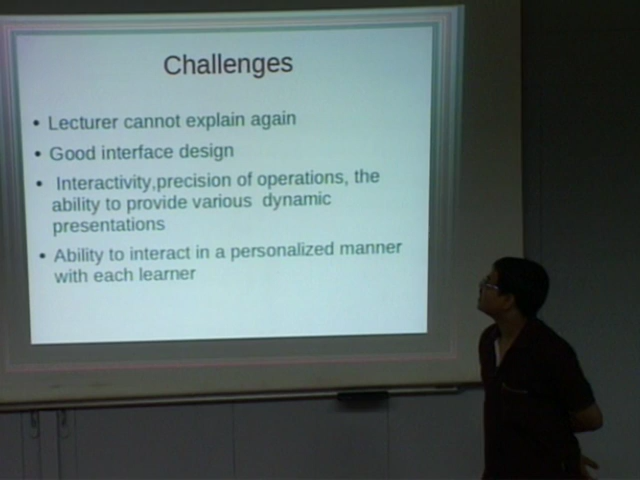 Challenges
• Lecturer cannot explain again
• Good interface design
• Interactivity,precision of operations, the
ability to provide various dynamic
presentations
• Ability to interact in a personalized manner
with each learner